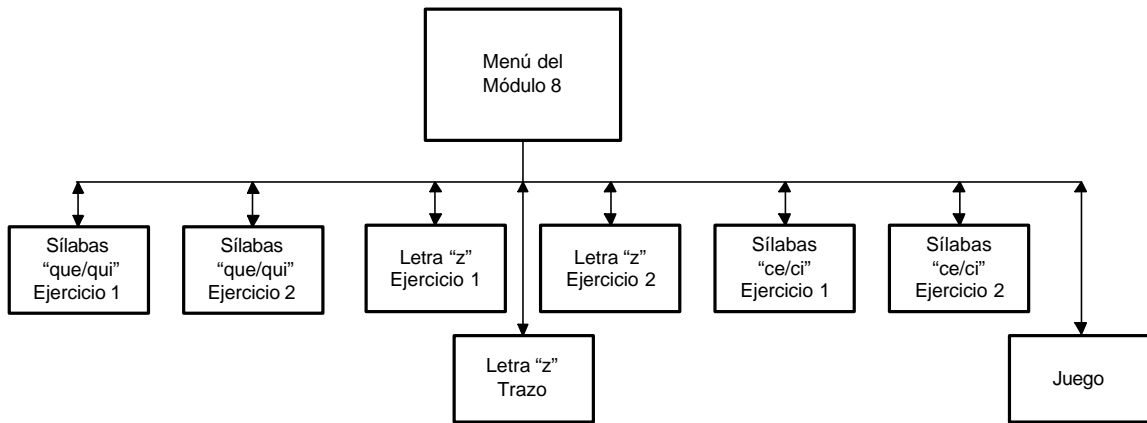 Menú del
Módulo 8
Sílabas
“que/qui”
Ejercicio 1
Sílabas
“que/qui”
Ejercicio 2
Letra “z”
Ejercicio 1
Letra “z”
Ejercicio 2
Sílabas
“ce/ci”
Ejercicio 1
Sílabas
“ce/ci”
Ejercicio 2
Letra “z”
Trazo
Juego